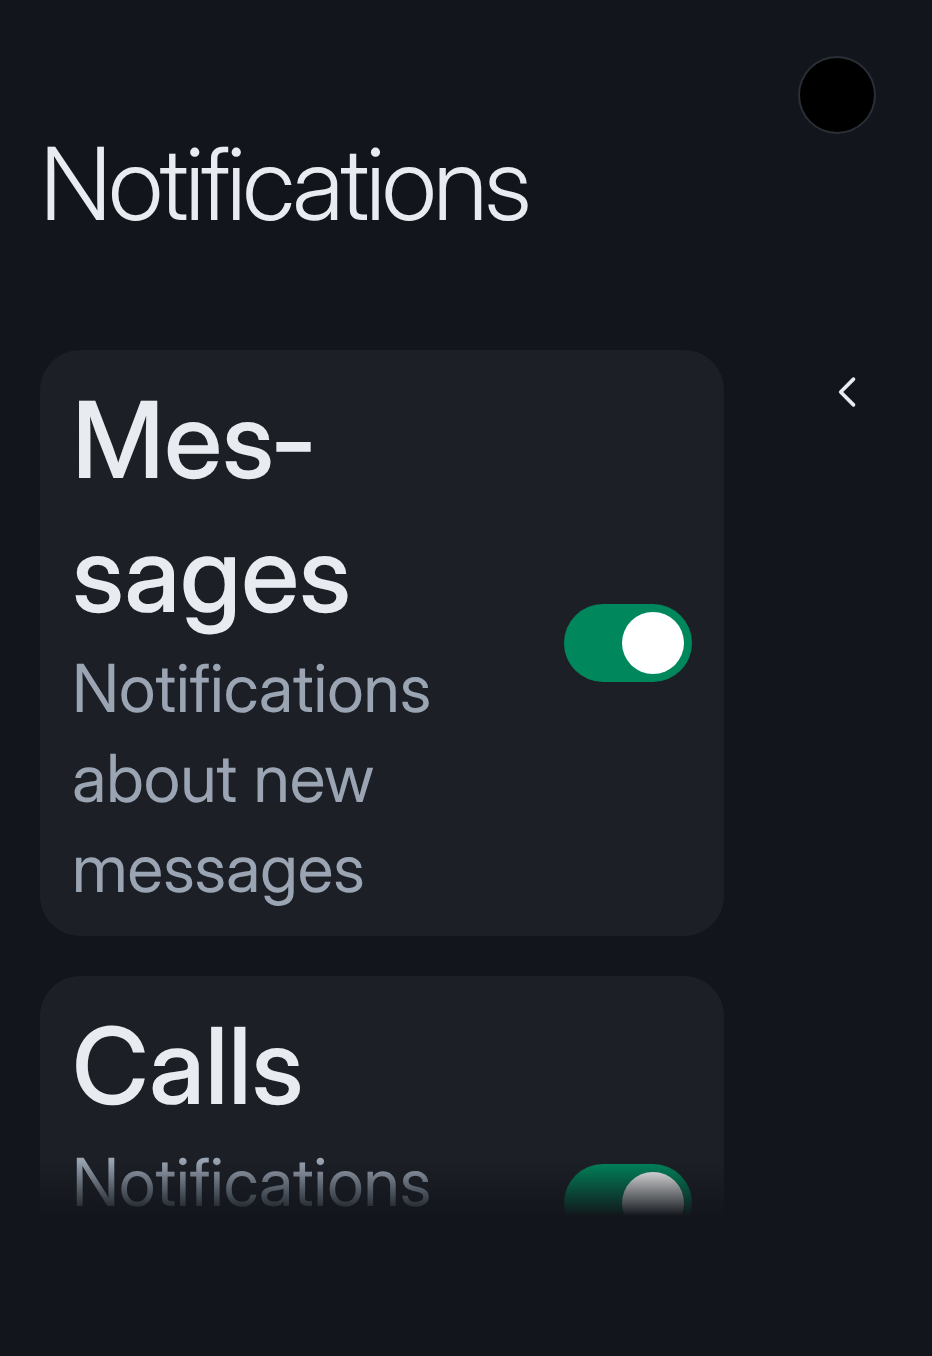 Notifications
Mes-
sages
Notifications
about new
messages
Calls
Notifications